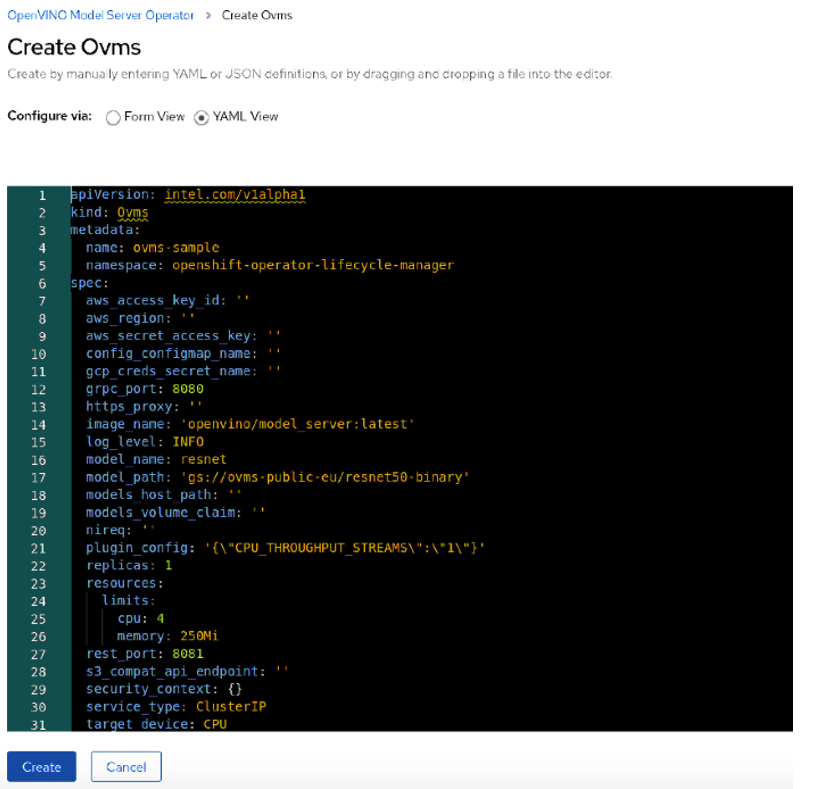 OpenVINO Model Server Operator > Create Ovms
Create Ovms
Create by manually entering YAML or JSON definitions, or by dragging and dropping a file into the editor.
Configure via: Form View YAML View
1 apiVersion: intel.com/v1alpha1
2 kind: Ovms
3 metadata:
4 name: ovms-sample
5 namespace: openshift-operator-lifecycle-manager
6 spec:
7 aws_access_key_id: ''
8 aws_region: ''
9 aws_secret_access_key: ''
10 config_configmap_name: ''
11 gcp_creds_secret_name: ''
12 grpc_port: 8080
13 https_proxy: ''
14 image_name: 'openvino/model_server:latest'
15 log_level: INFO
16 model_name: resnet
17 model_path: 'gs://ovms-public-eu/resnet50-binary'
18 models_host_path: ''
19 models_volume_claim: ''
20 nireq: ''
21 plugin_config: '{\"CPU_THROUGHPUT_STREAMS\":\"1\"}'
22 replicas: 1
23 resources:
24 limits:
25 cpu: 4
26 memory: 250Mi
27 rest_port: 8081
28 s3_compat_api_endpoint: ''
29 security_context: {}
30 service_type: ClusterIP
31 target_device: CPU
Create Cancel